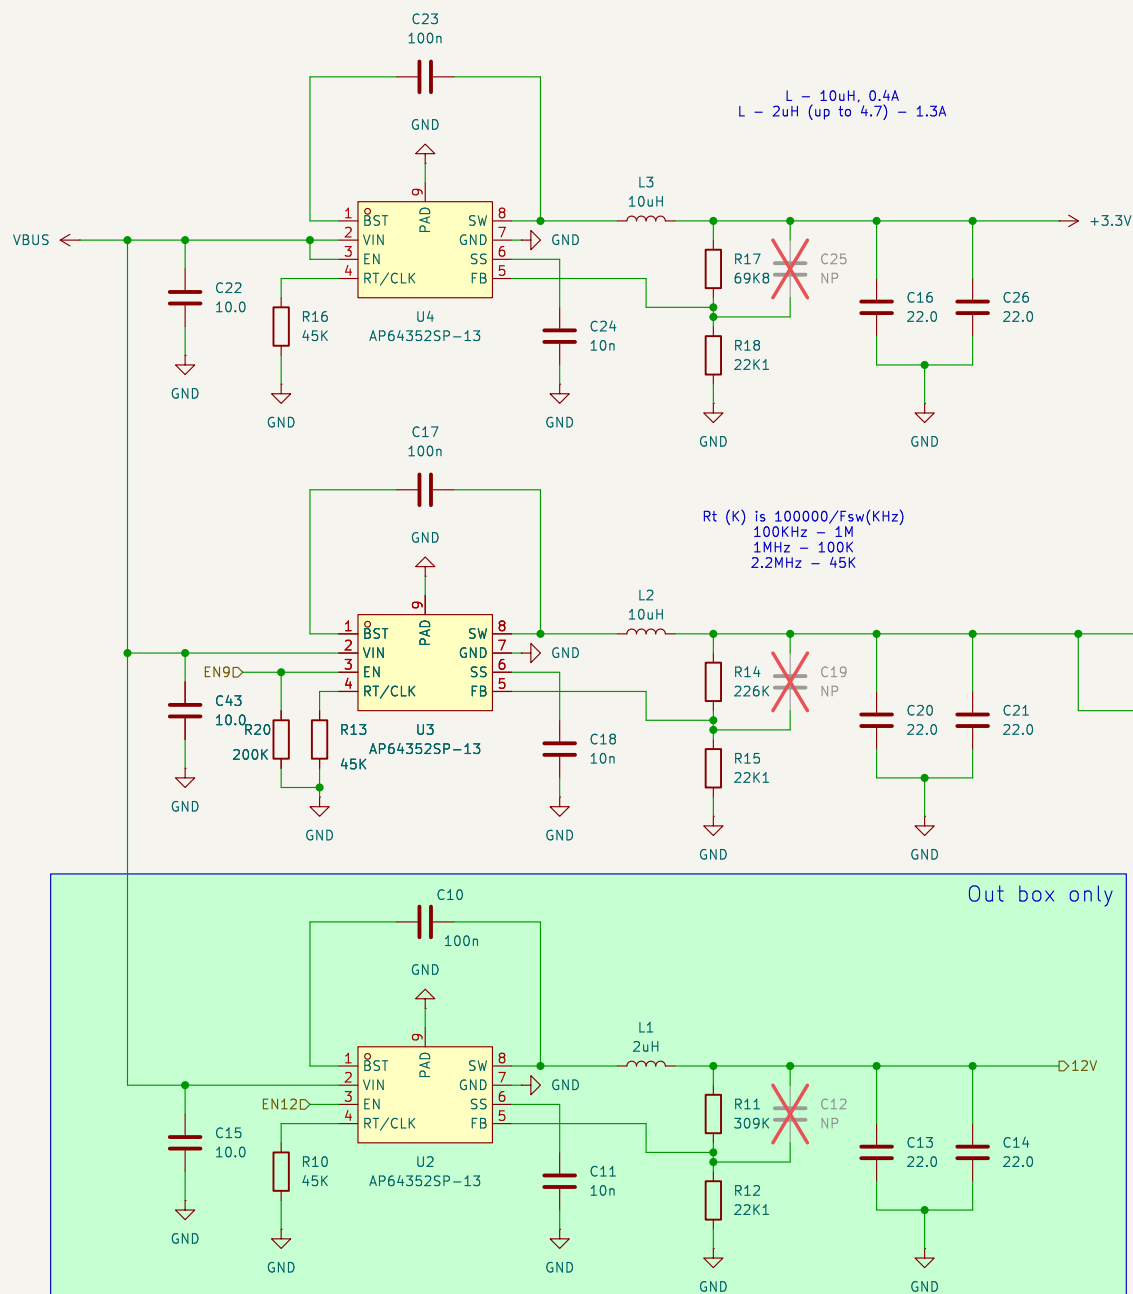 C23
100n
GND
L - 10uH, 0.4A
L - 2uH (up to 4.7) - 1.3A
9
PAD
L3
10uH
VBUS
1 BST SW 8
2 VIN GND 7 GND
3 EN SS 6
4 RT/CLK FB 5
+3.3V
C22
10.0
R16
45K
U4
AP64352SP-13
C24
10n
R17
69K8
C25
NP
R18
22K1
C16
22.0
C26
22.0
GND
GND
GND
GND
GND
C17
100n
GND
Rt (K) is 100000/Fsw(KHz)
100KHz - 1M
1MHz - 100K
2.2MHz - 45K
9
PAD
L2
10uH
1 BST SW 8
2 VIN GND 7 GND
EN9 3 EN SS 6
4 RT/CLK FB 5
C43
10.0
R20
200K
R13
45K
U3
AP64352SP-13
C18
10n
R14
226K
C19
NP
R15
22K1
C20
22.0
C21
22.0
GND
GND
GND
GND
GND
Out box only
C10
100n
GND
9
PAD
L1
2uH
1 BST SW 8
2 VIN GND 7 GND
EN12 3 EN SS 6
4 RT/CLK FB 5
12V
C15
10.0
R10
45K
U2
AP64352SP-13
C11
10n
R11
309K
C12
NP
R12
22K1
C13
22.0
C14
22.0
GND
GND
GND
GND
GND